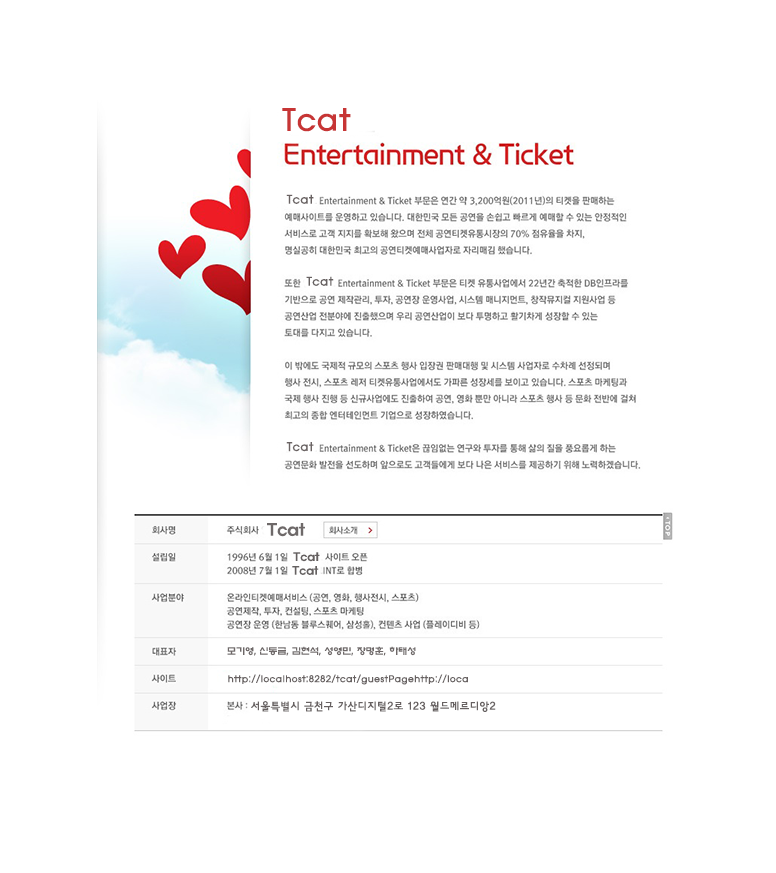 Tcat
Entertainment & Ticket
Tcat Entertainment & Ticket 부문은 연간 약 3,200억원(2011년)의 티켓을 판매하는
예매사이트를 운영하고 있습니다. 대한민국 모든 공연을 손쉽고 빠르게 예매할 수 있는 안정적인
서비스로 고객 지지를 확보해 왔으며 전체 공연티켓유통시장의 70% 점유율을 차지,
명실공히 대한민국 최고의 공연티켓예매사업자로 자리매김 했습니다.
또한 Tcat Entertainment & Ticket 부문은 티켓 유통사업에서 22년간 축적한 DB인프라를
기반으로 공연 제작관리, 투자, 공연장 운영사업, 시스템 매니지먼트, 창작뮤지컬 지원사업 등
공연산업 전분야에 진출했으며 우리 공연산업이 보다 투명하고 활기차게 성장할 수 있는
토대를 다지고 있습니다.
이 밖에도 국제적 규모의 스포츠 행사 입장권 판매대행 및 시스템 사업자로 수차례 선정되며
행사 전시, 스포츠 레저 티켓유통사업에서도 가파른 성장세를 보이고 있습니다. 스포츠 마케팅과
국제 행사 진행 등 신규사업에도 진출하여 공연, 영화 뿐만 아니라 스포츠 행사 등 문화 전반에 걸쳐
최고의 종합 엔터테인먼트 기업으로 성장하였습니다.
Tcat Entertainment & Ticket은 끊임없는 연구와 투자를 통해 삶의 질을 풍요롭게 하는
공연문화 발전을 선도하며 앞으로도 고객들에게 보다 나은 서비스를 제공하기 위해 노력하겠습니다.
TOP
회사명 주식회사 Tcat 회사소개
설립일 1996년 6월 1일 Tcat 사이트 오픈
2008년 7월 1일 Tcat INT로 합병
사업분야 온라인티켓예매서비스 (공연, 영화, 행사전시, 스포츠)
공연제작, 투자, 컨설팅, 스포츠 마케팅
공연장 운영 (한남동 블루스퀘어, 삼성홀), 컨텐츠 사업 (플레이디비 등)
대표자 모기영, 신동금, 김현석, 성영민, 장명훈, 하태성
사이트 http://localhost:8282/tcat/guestPagehttp://loca
사업장 본사 : 서울특별시 금천구 가산디지털2로 123 월드메르디앙2